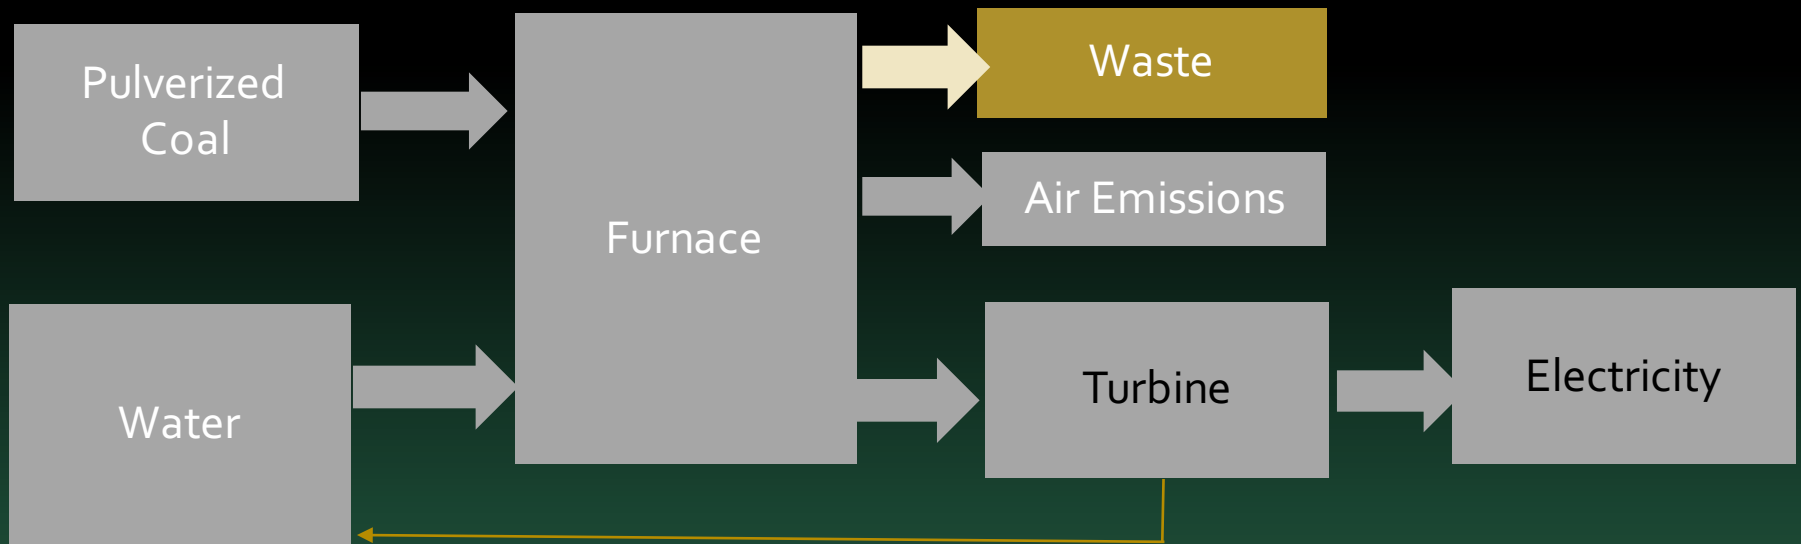 Pulverized
Coal
Furnace
Waste
Air Emissions
Water
Turbine
Electricity